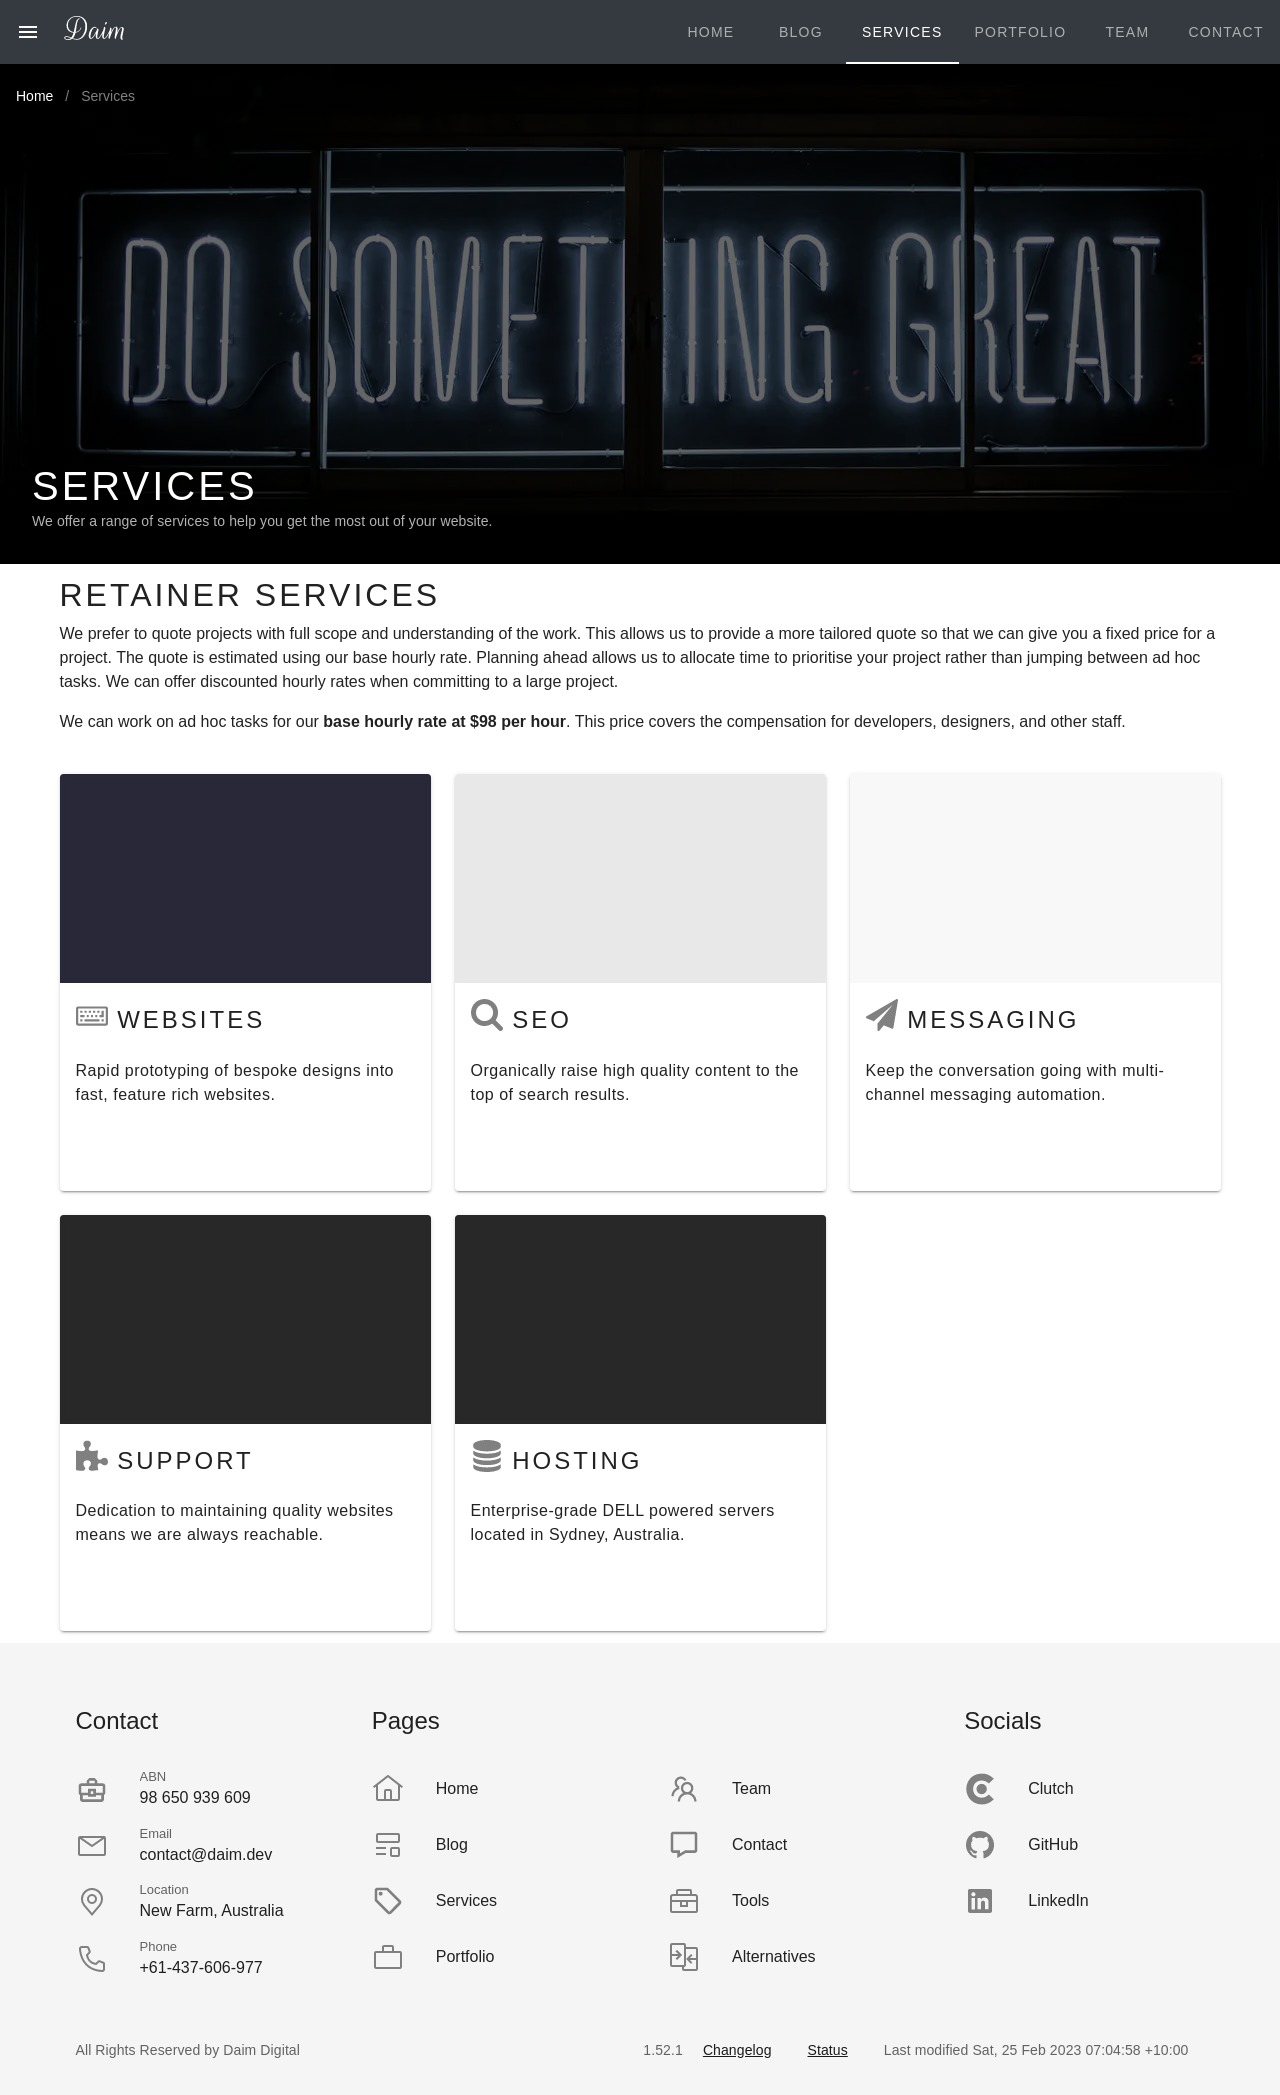 Daim
HOME BLOG SERVICES PORTFOLIO TEAM CONTACT
Home / Services
DO SOMETHING GREAT
SERVICES
We offer a range of services to help you get the most out of your website.
RETAINER SERVICES
We prefer to quote projects with full scope and understanding of the work. This allows us to provide a more tailored quote so that we can give you a fixed price for a
project. The quote is estimated using our base hourly rate. Planning ahead allows us to allocate time to prioritise your project rather than jumping between ad hoc
tasks. We can offer discounted hourly rates when committing to a large project.
We can work on ad hoc tasks for our base hourly rate at $98 per hour. This price covers the compensation for developers, designers, and other staff.
WEBSITES
Rapid prototyping of bespoke designs into
fast, feature rich websites.
SEO
Organically raise high quality content to the
top of search results.
MESSAGING
Keep the conversation going with multi-
channel messaging automation.
SUPPORT
Dedication to maintaining quality websites
means we are always reachable.
HOSTING
Enterprise-grade DELL powered servers
located in Sydney, Australia.
Contact
ABN
98 650 939 609
Email
contact@daim.dev
Location
New Farm, Australia
Phone
+61-437-606-977
Pages
Home
Blog
Services
Portfolio
Team
Contact
Tools
Alternatives
Socials
Clutch
GitHub
LinkedIn
All Rights Reserved by Daim Digital
1.52.1 Changelog Status Last modified Sat, 25 Feb 2023 07:04:58 +10:00